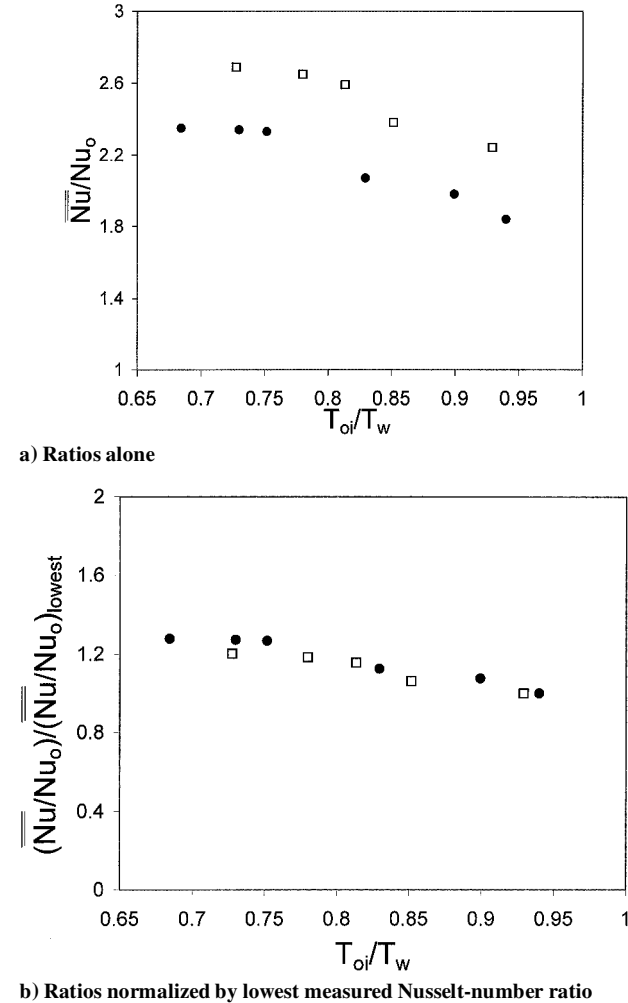 3
2.6
2.2
1.8
1.4
1
Nu/Nuₒ
0.65 0.7 0.75 0.8 0.85 0.9 0.95 1
Tₒᵢ/T_w
a) Ratios alone
2
1.6
1.2
0.8
0.4
0
(Nu/Nuₒ)/(Nu/Nuₒ)lowest
0.65 0.7 0.75 0.8 0.85 0.9 0.95 1
Tₒᵢ/T_w
b) Ratios normalized by lowest measured Nusselt-number ratio